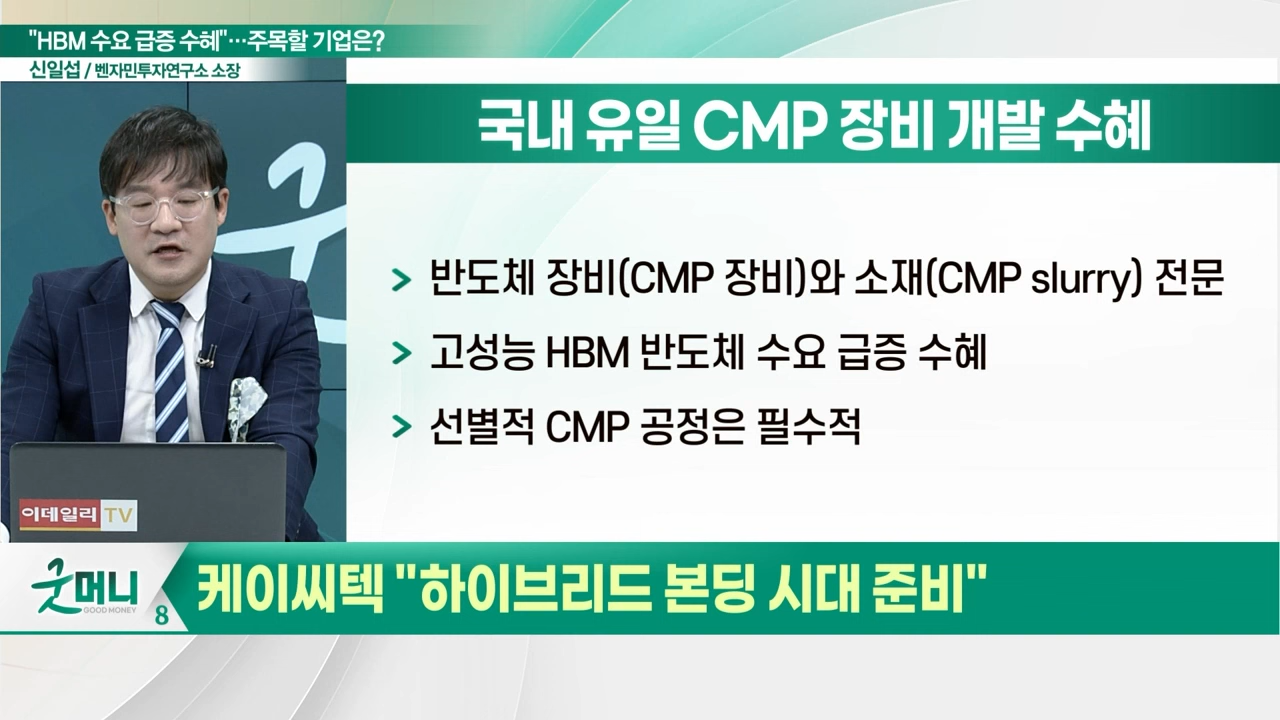 "HBM 수요 급증 수혜"…주목할 기업은?
신일섭 / 벤자민투자연구소 소장
국내 유일 CMP 장비 개발 수혜
> 반도체 장비(CMP 장비)와 소재(CMP slurry) 전문
> 고성능 HBM 반도체 수요 급증 수혜
> 선별적 CMP 공정은 필수적
이데일리 TV
굿머니
GOOD MONEY
8
케이씨텍 "하이브리드 본딩 시대 준비"